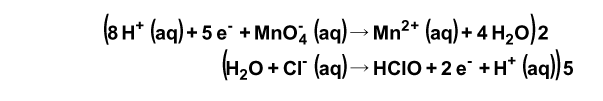 (8 H⁺ (aq) + 5 e⁻ + MnO₄⁻ (aq) → Mn²⁺ (aq) + 4 H₂O) 2
(H₂O + Cl⁻ (aq) → HClO + 2 e⁻ + H⁺ (aq)) 5